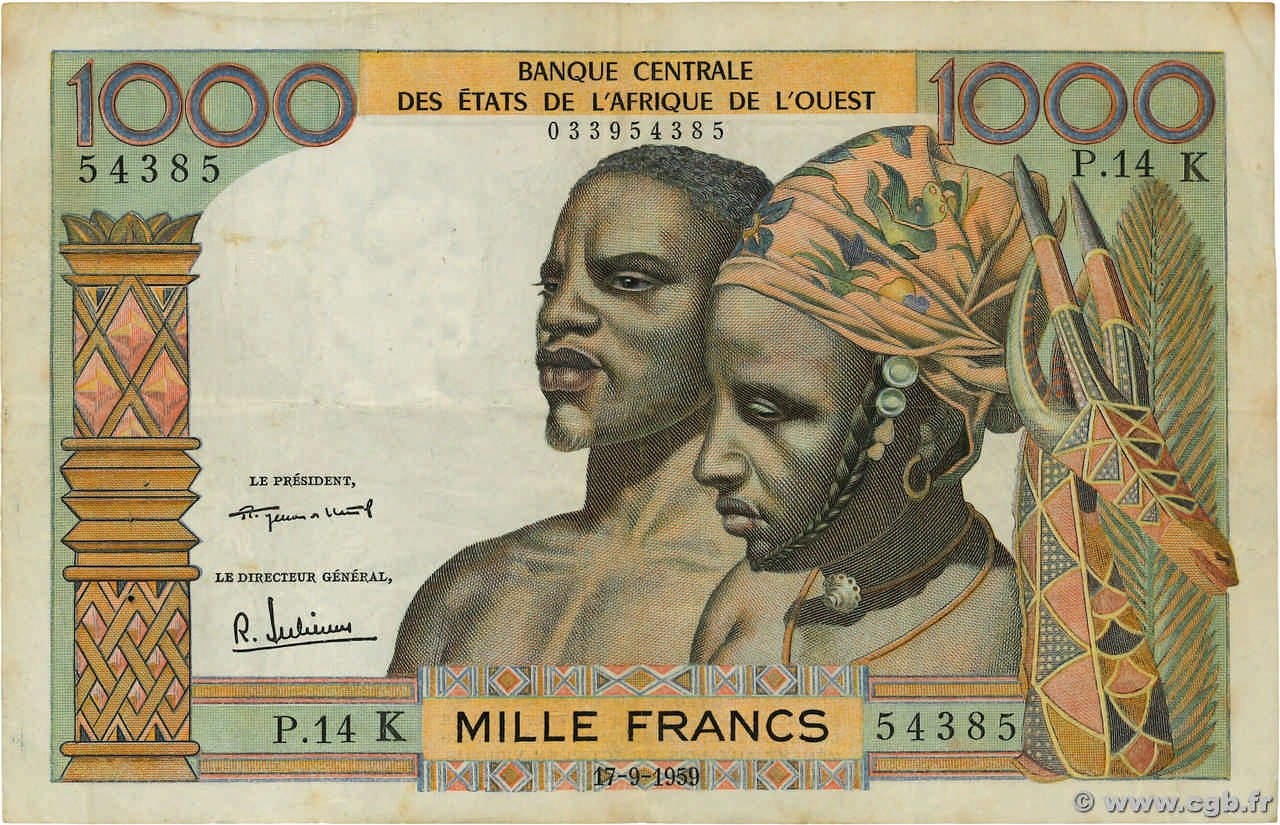 1000
BANQUE CENTRALE
DES ÉTATS DE L'AFRIQUE DE L'OUEST
1000
033954385
54385
P.14 K
LE PRÉSIDENT,
LE DIRECTEUR GÉNÉRAL,
R. Julienne
P.14 K
MILLE FRANCS
54385
17-9-1959
© www.cgb.fr